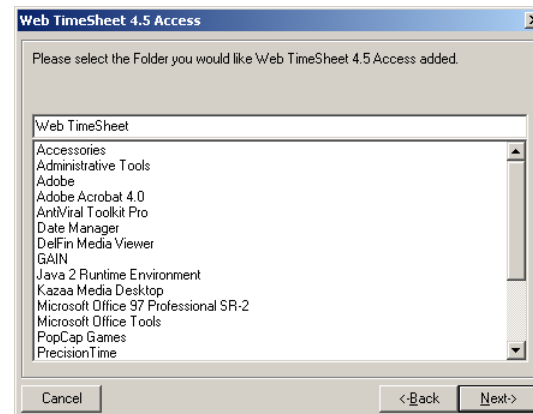 Web TimeSheet 4.5 Access
Please select the Folder you would like Web TimeSheet 4.5 Access added.
Web TimeSheet
Accessories
Administrative Tools
Adobe
Adobe Acrobat 4.0
AntiViral Toolkit Pro
Date Manager
DelFin Media Viewer
GAIN
Java 2 Runtime Environment
Kazaa Media Desktop
Microsoft Office 97 Professional SR-2
Microsoft Office Tools
PopCap Games
PrecisionTime
Cancel <-Back Next->